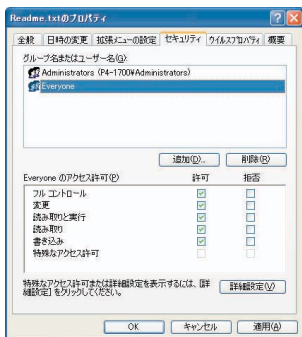 Readme.txtのプロパティ
全般 日時の変更 拡張メニューの設定 セキュリティ ウイルスプロパティ 概要
グループ名またはユーザー名(G):
Administrators (P4-1700¥Administrators)
Everyone
追加(D)... 削除(R)
Everyone のアクセス許可(P) 許可 拒否
フル コントロール
変更
読み取りと実行
読み取り
書き込み
特殊なアクセス許可
特殊なアクセス許可または詳細設定を表示するには、[詳
細設定] をクリックしてください。
詳細設定(V)
OK キャンセル 適用(A)